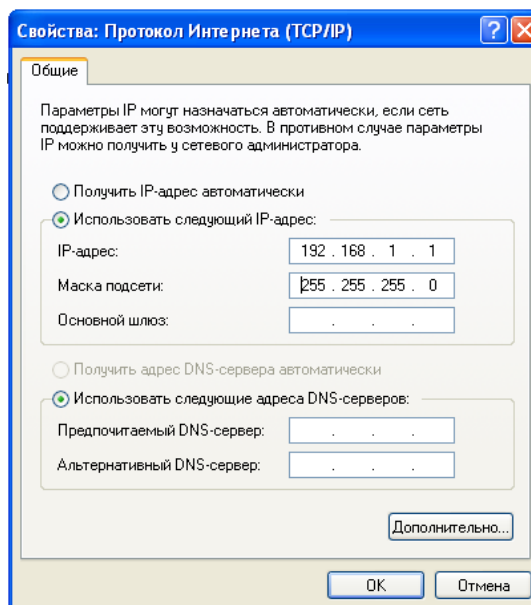 Свойства: Протокол Интернета (TCP/IP)
Общие
Параметры IP могут назначаться автоматически, если сеть
поддерживает эту возможность. В противном случае параметры
IP можно получить у сетевого администратора.
Получить IP-адрес автоматически
Использовать следующий IP-адрес:
IP-адрес: 192 . 168 . 1 . 1
Маска подсети: 255 . 255 . 255 . 0
Основной шлюз: . . .
Получить адрес DNS-сервера автоматически
Использовать следующие адреса DNS-серверов:
Предпочитаемый DNS-сервер: . . .
Альтернативный DNS-сервер: . . .
Дополнительно...
OK Отмена